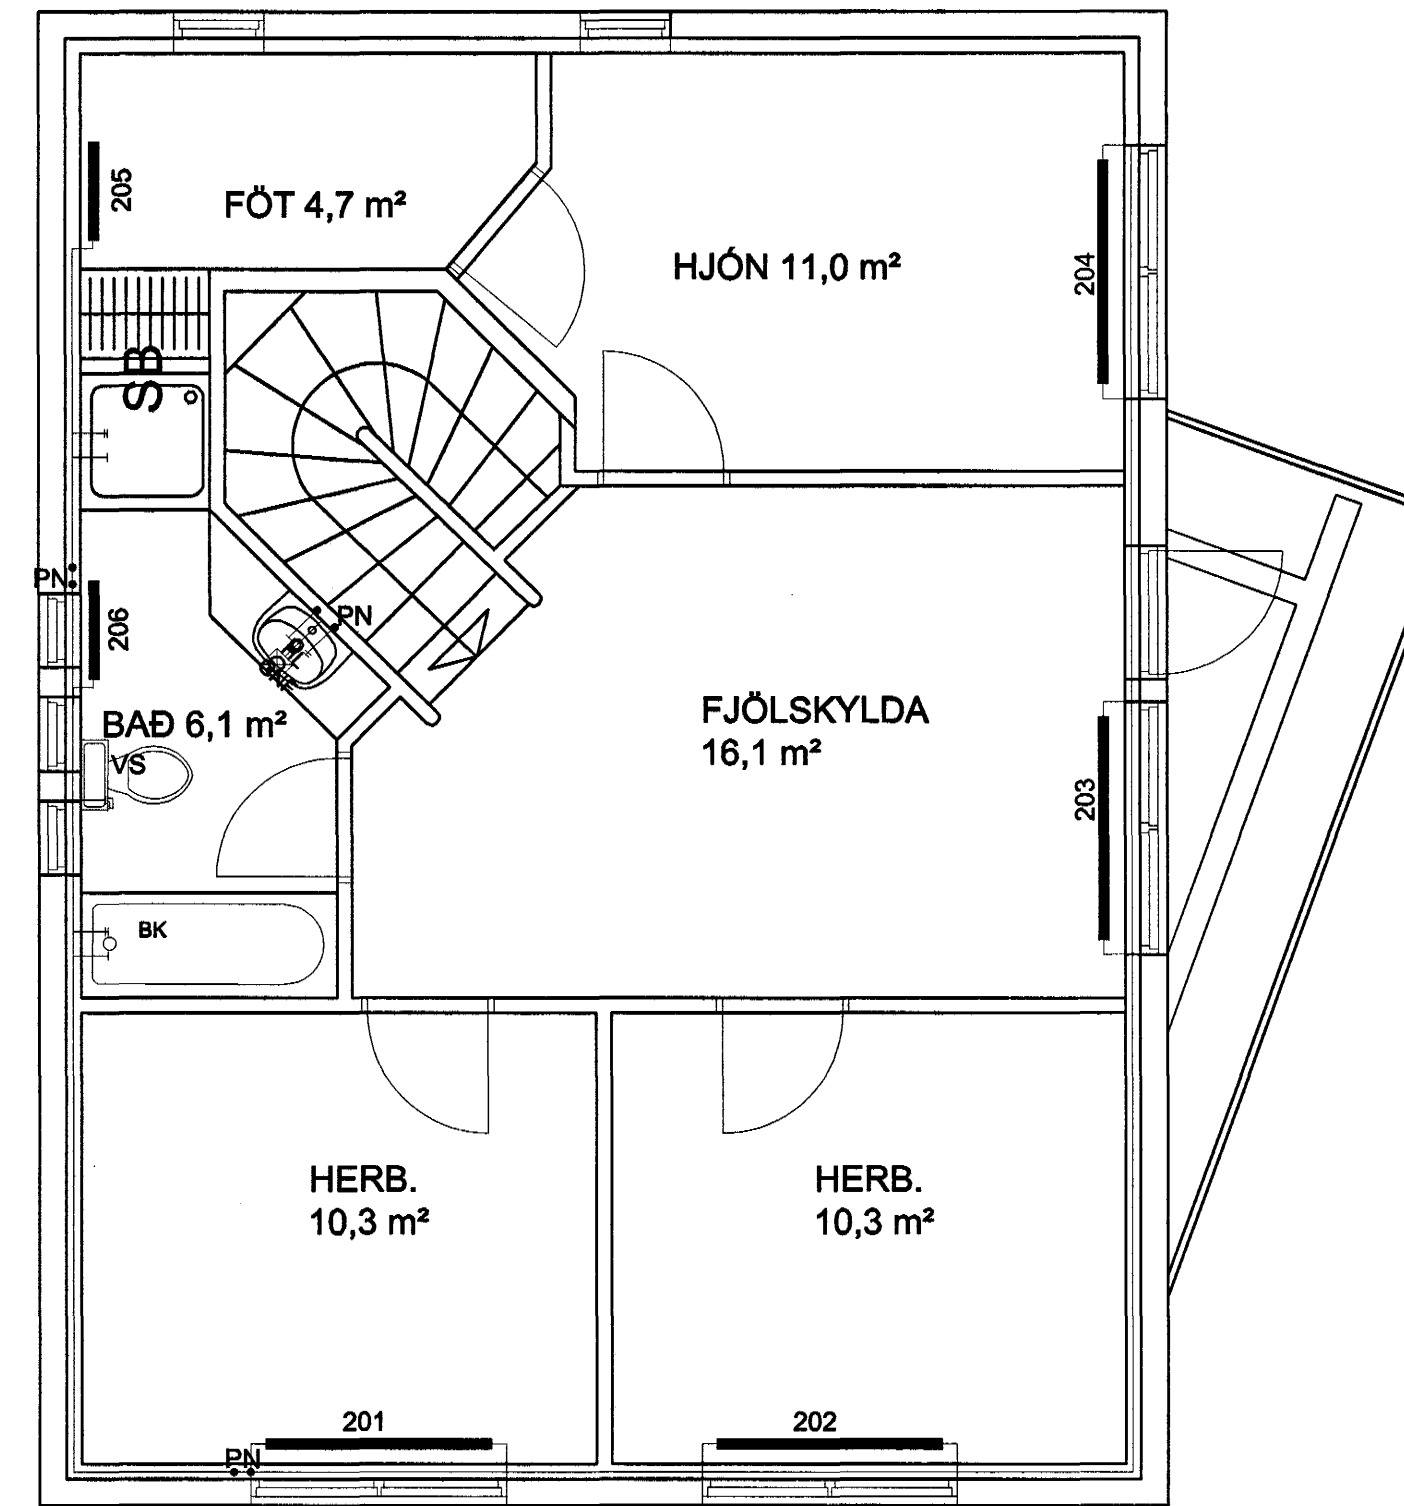 205
FÖT 4,7 m²
HJÓN 11,0 m²
204
SB
PN
206
PN
BAÐ 6,1 m²
VS
FJÖLSKYLDA
16,1 m²
203
BK
HERB.
10,3 m²
HERB.
10,3 m²
201
202
PN